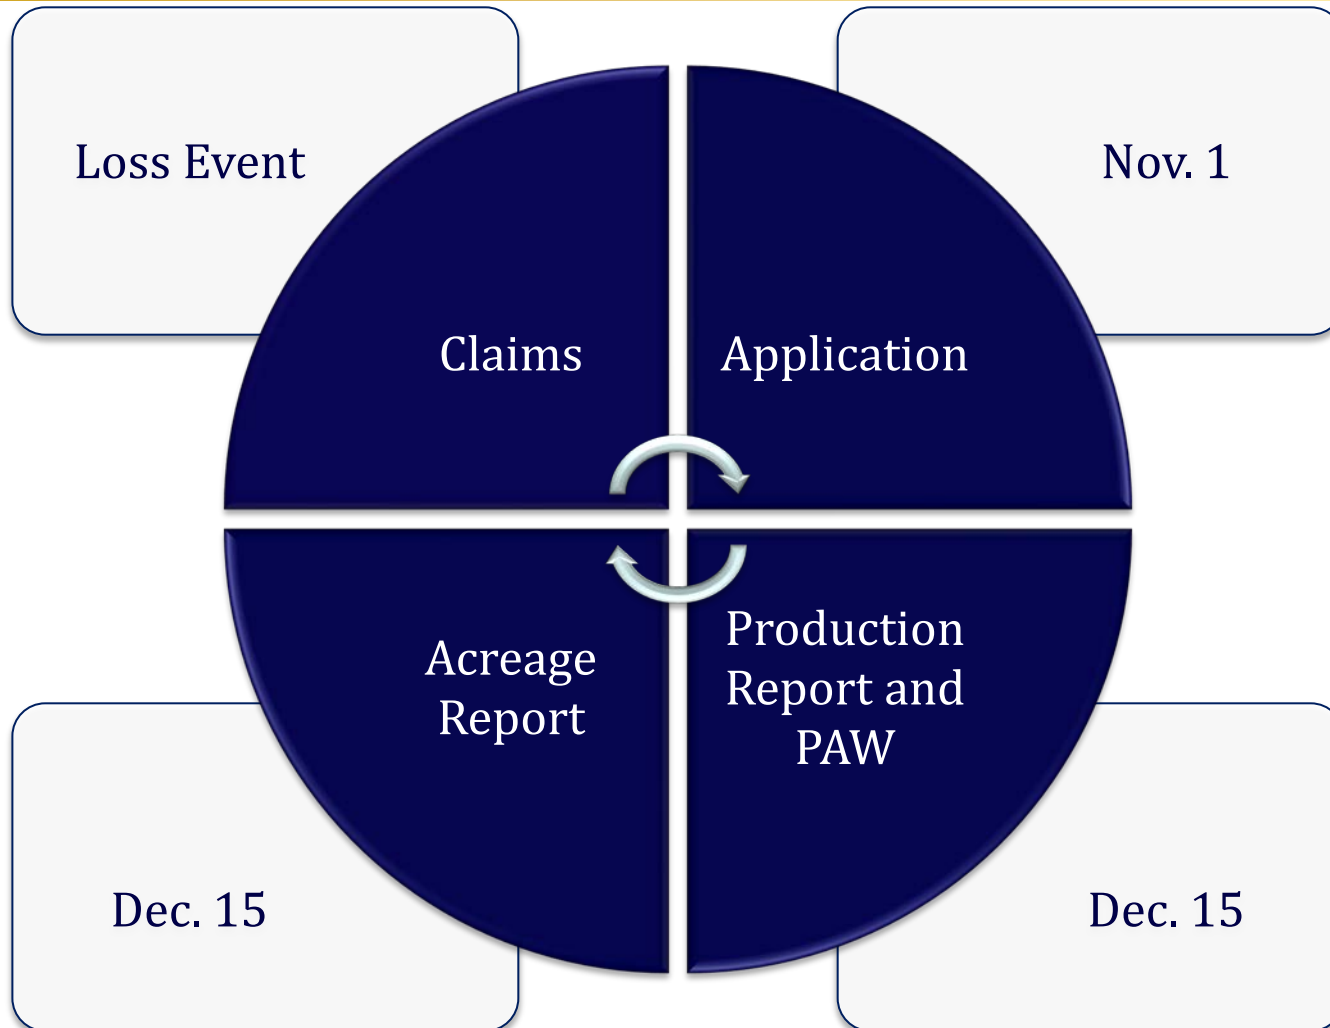 Loss Event
Nov. 1
Claims
Application
Acreage
Report
Production
Report and
PAW
Dec. 15
Dec. 15